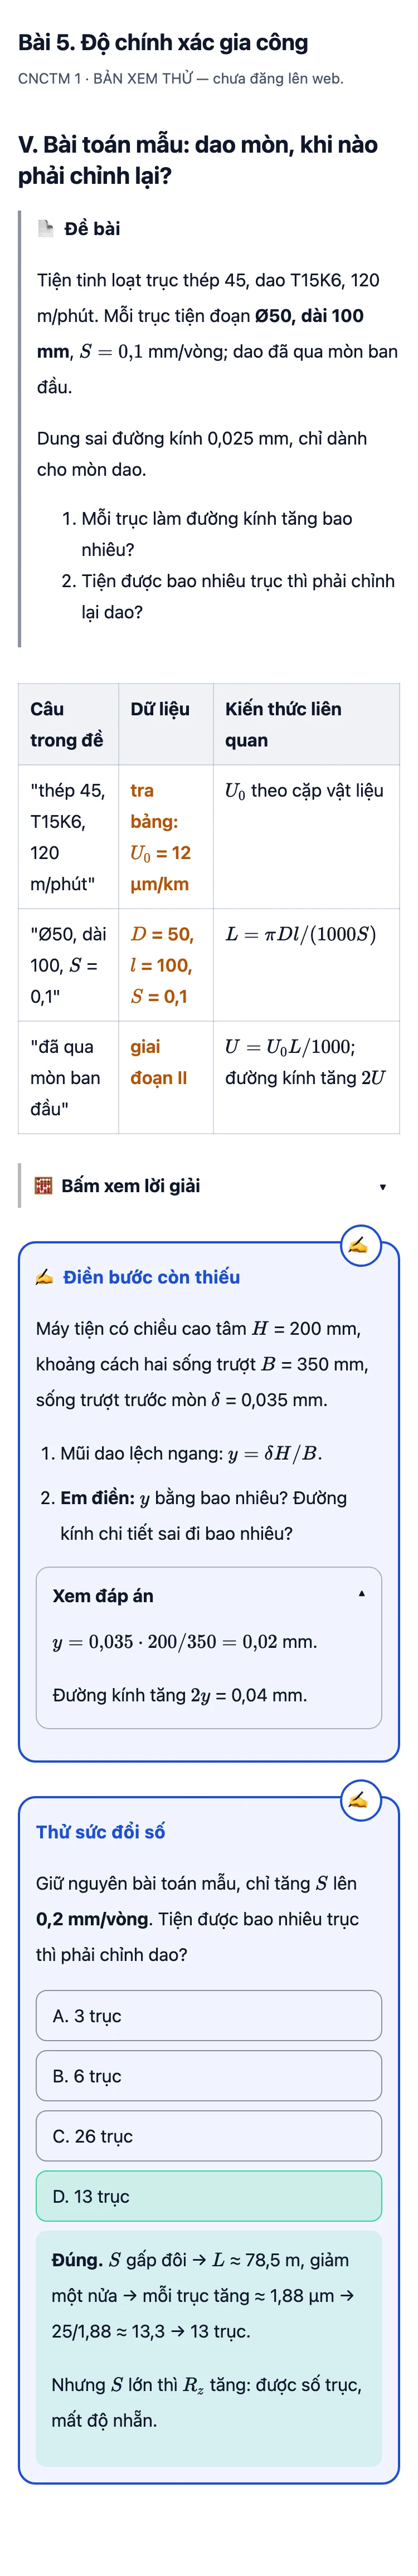 Bài 5. Độ chính xác gia công
CNCTM 1 · BẢN XEM THỬ — chưa đăng lên web.
V. Bài toán mẫu: dao mòn, khi nào
phải chỉnh lại?
Đề bài
Tiện tinh loạt trục thép 45, dao T15K6, 120
m/phút. Mỗi trục tiện đoạn Ø50, dài 100
mm, S = 0,1 mm/vòng; dao đã qua mòn ban
đầu.
Dung sai đường kính 0,025 mm, chỉ dành
cho mòn dao.
1. Mỗi trục làm đường kính tăng bao
nhiêu?
2. Tiện được bao nhiêu trục thì phải chỉnh
lại dao?
Câu
trong đề
Dữ liệu
Kiến thức liên
quan
"thép 45,
T15K6,
120
m/phút"
tra
bảng:
U₀ = 12
µm/km
U₀ theo cặp vật liệu
"Ø50, dài
100, S =
0,1"
D = 50,
l = 100,
S = 0,1
L = πDl/(1000S)
"đã qua
mòn ban
đầu"
giai
đoạn II
U = U₀L/1000;
đường kính tăng 2U
Bấm xem lời giải
Điền bước còn thiếu
Máy tiện có chiều cao tâm H = 200 mm,
khoảng cách hai sống trượt B = 350 mm,
sống trượt trước mòn δ = 0,035 mm.
1. Mũi dao lệch ngang: y = δH/B.
2. Em điền: y bằng bao nhiêu? Đường
kính chi tiết sai đi bao nhiêu?
Xem đáp án
y = 0,035 · 200/350 = 0,02 mm.
Đường kính tăng 2y = 0,04 mm.
Thử sức đổi số
Giữ nguyên bài toán mẫu, chỉ tăng S lên
0,2 mm/vòng. Tiện được bao nhiêu trục
thì phải chỉnh dao?
A. 3 trục
B. 6 trục
C. 26 trục
D. 13 trục
Đúng. S gấp đôi → L ≈ 78,5 m, giảm
một nửa → mỗi trục tăng ≈ 1,88 µm →
25/1,88 ≈ 13,3 → 13 trục.
Nhưng S lớn thì R_z tăng: được số trục,
mất độ nhẵn.